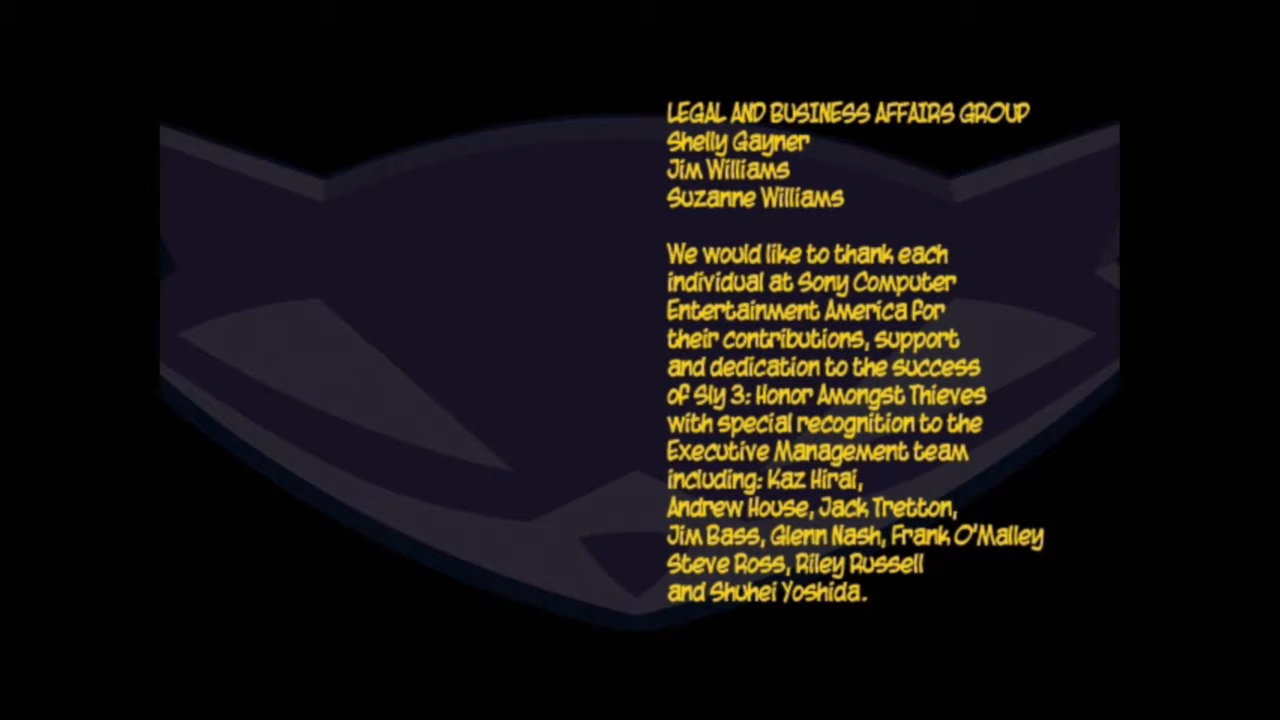 LEGAL AND BUSINESS AFFAIRS GROUP
Shelly Gayner
Jim Williams
Suzanne Williams
We would like to thank each
individual at Sony Computer
Entertainment America for
their contributions, support
and dedication to the success
of Sly 3: Honor Amongst Thieves
with special recognition to the
Executive Management team
including: Kaz Hirai,
Andrew House, Jack Tretton,
Jim Bass, Glenn Nash, Frank O'Malley
Steve Ross, Riley Russell
and Shuhei Yoshida.